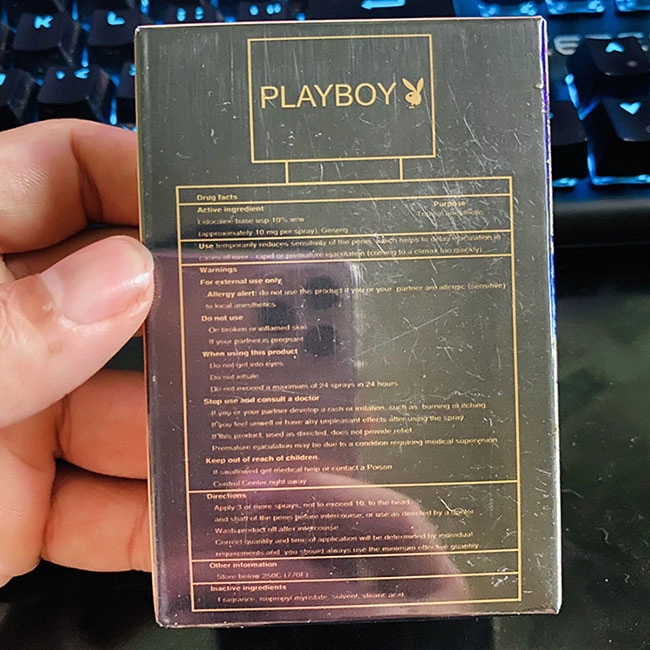 PLAYBOY
Drug facts
Active ingredient Purpose
Lidocaine base usp 10% w/w
(approximately 10 mg per spray), Ginseng
Use temporarily reduces sensitivity of the penis, which helps to delay ejaculation in
cases of over - rapid or premature ejaculation (coming to a climax too quickly)
Warnings
For external use only
Allergy alert: do not use this product if you or your partner are allergic (sensitive)
to local anesthetics.
Do not use
On broken or inflamed skin
If your partner is pregnant
When using this product
Do not get into eyes.
Do not inhale.
Do not exceed a maximum of 24 sprays in 24 hours
Stop use and consult a doctor
If you or your partner develop a rash or irritation, such as burning or itching
If you feel unwell or have any unpleasant effects after using the spray
If this product, used as directed, does not provide relief.
Premature ejaculation may be due to a condition requiring medical supervision
Keep out of reach of children.
If swallowed get medical help or contact a Poison
Control Center right away
Directions
Apply 3 or more sprays, not to exceed 10, to the head
and shaft of the penis before intercourse, or use as directed by a doctor
Wash product off after intercourse
Correct quantity and time of application will be determined by individual
requirements and you should always use the minimum effective quantity
Other information
Store below 250C (770F)
Inactive ingredients
Fragrance, isopropyl myristate, solvent, stearic acid